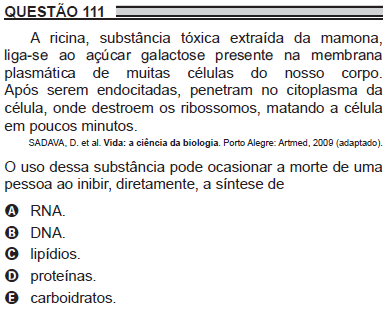 QUESTÃO 111
A ricina, substância tóxica extraída da mamona,
liga-se ao açúcar galactose presente na membrana
plasmática de muitas células do nosso corpo.
Após serem endocitadas, penetram no citoplasma da
célula, onde destroem os ribossomos, matando a célula
em poucos minutos.
SADAVA, D. et al. Vida: a ciência da biologia. Porto Alegre: Artmed, 2009 (adaptado).
O uso dessa substância pode ocasionar a morte de uma
pessoa ao inibir, diretamente, a síntese de
A RNA.
B DNA.
C lipídios.
D proteínas.
E carboidratos.